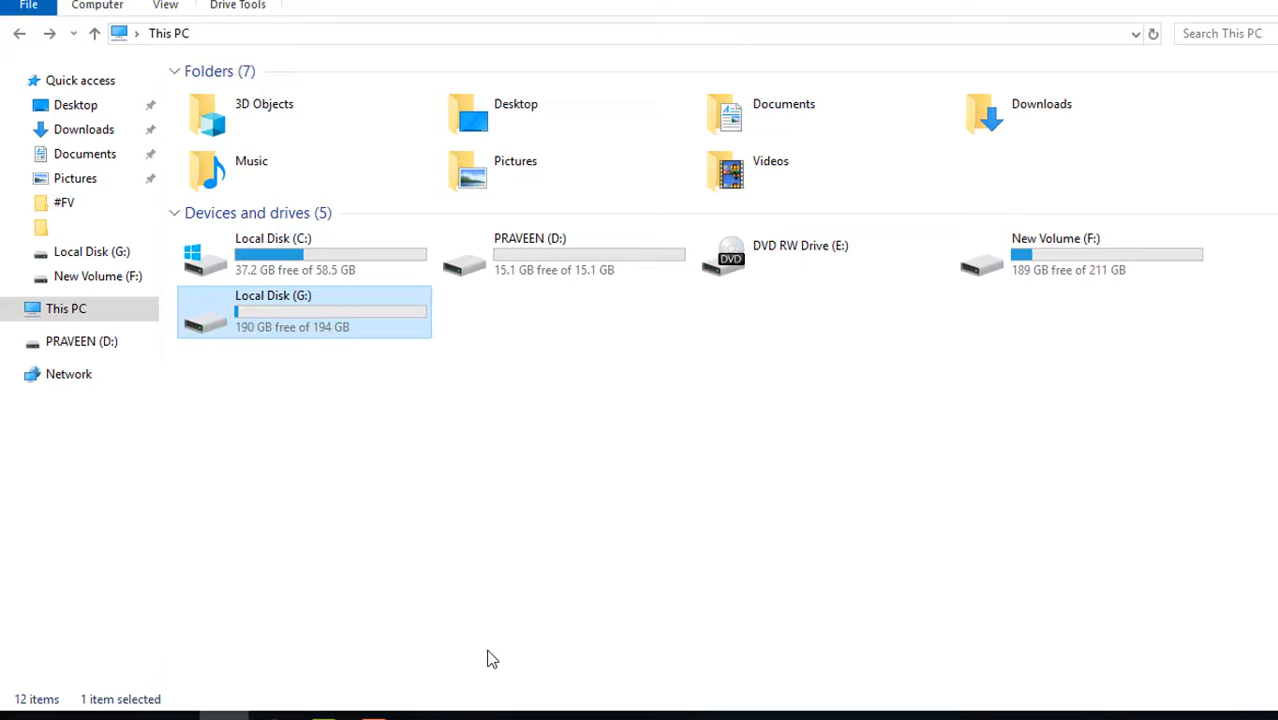 File Computer View Drive Tools
This PC
Search This PC
Quick access
Desktop
Downloads
Documents
Pictures
#FV
Local Disk (G:)
New Volume (F:)
This PC
PRAVEEN (D:)
Network
Folders (7)
3D Objects
Desktop
Documents
Downloads
Music
Pictures
Videos
Devices and drives (5)
Local Disk (C:)
37.2 GB free of 58.5 GB
PRAVEEN (D:)
15.1 GB free of 15.1 GB
DVD RW Drive (E:)
DVD
New Volume (F:)
189 GB free of 211 GB
Local Disk (G:)
190 GB free of 194 GB
12 items 1 item selected